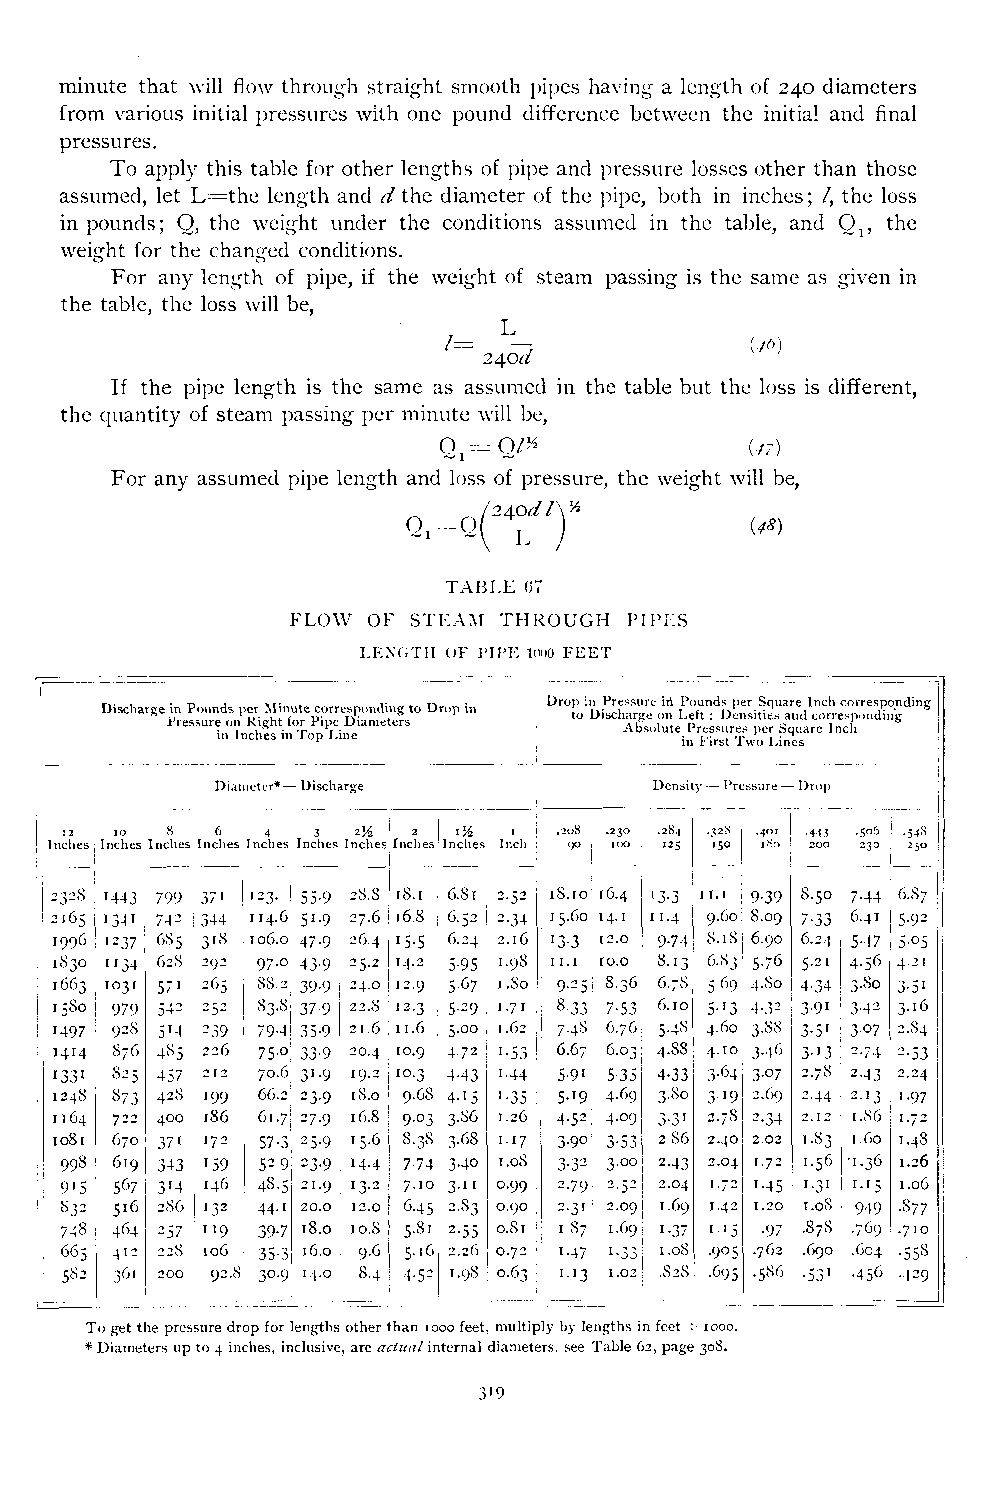 minute that will flow through straight smooth pipes having a length of 240 diameters
from various initial pressures with one pound difference between the initial and final
pressures.
To apply this table for other lengths of pipe and pressure losses other than those
assumed, let L=the length and d the diameter of the pipe, both in inches; l, the loss
in pounds; Q, the weight under the conditions assumed in the table, and Q₁, the
weight for the changed conditions.
For any length of pipe, if the weight of steam passing is the same as given in
the table, the loss will be,
l= L/240d (46)
If the pipe length is the same as assumed in the table but the loss is different,
the quantity of steam passing per minute will be,
Q₁=Ql½ (47)
For any assumed pipe length and loss of pressure, the weight will be,
Q₁=Q(240dl/L)½ (48)
TABLE 67
FLOW OF STEAM THROUGH PIPES
LENGTH OF PIPE 1000 FEET
Discharge in Pounds per Minute corresponding to Drop in
Pressure on Right for Pipe Diameters
in Inches in Top Line
Drop in Pressure in Pounds per Square Inch corresponding
to Discharge on Left: Densities and corresponding
Absolute Pressures per Square Inch
in First Two Lines
Diameter*—Discharge Density—Pressure—Drop
12 10 8 6 4 3 2½ 2 1½ 1 .208 .230 .284 .328 .401 .443 .506 .548
Inches Inches Inches Inches Inches Inches Inches Inches Inches Inch 90 100 125 150 180 200 230 250
2328 1443 799 371 123. 55.9 28.8 18.1 6.81 2.52 18.10 16.4 13.3 11.1 9.39 8.50 7.44 6.87
2165 1341 742 344 114.6 51.9 27.6 16.8 6.52 2.34 15.60 14.1 11.4 9.60 8.09 7.33 6.41 5.92
1996 1237 685 318 106.0 47.9 26.4 15.5 6.24 2.16 13.3 12.0 9.74 8.18 6.90 6.24 5.47 5.05
1830 1134 628 292 97.0 43.9 25.2 14.2 5.95 1.98 11.1 10.0 8.13 6.83 5.76 5.21 4.56 4.21
1663 1031 571 265 88.2 39.9 24.0 12.9 5.67 1.80 9.25 8.36 6.78 5.69 4.80 4.34 3.80 3.51
1580 979 542 252 83.8 37.9 22.8 12.3 5.29 1.71 8.33 7.53 6.10 5.13 4.32 3.91 3.42 3.16
1497 928 514 239 79.4 35.9 21.6 11.6 5.00 1.62 7.48 6.76 5.48 4.60 3.88 3.51 3.07 2.84
1414 876 485 226 75.0 33.9 20.4 10.9 4.72 1.53 6.67 6.03 4.88 4.10 3.46 3.13 2.74 2.53
1331 825 457 212 70.6 31.9 19.2 10.3 4.43 1.44 5.91 5.35 4.33 3.64 3.07 2.78 2.43 2.24
1248 873 428 199 66.2 23.9 18.0 9.68 4.15 1.35 5.19 4.69 3.80 3.19 2.69 2.44 2.13 1.97
1164 722 400 186 61.7 27.9 16.8 9.03 3.86 1.26 4.52 4.09 3.31 2.78 2.34 2.12 1.86 1.72
1081 670 371 172 57.3 25.9 15.6 8.38 3.68 1.17 3.90 3.53 2.86 2.40 2.02 1.83 1.60 1.48
998 619 343 159 52.9 23.9 14.4 7.74 3.40 1.08 3.32 3.00 2.43 2.04 1.72 1.56 1.36 1.26
915 567 314 146 48.5 21.9 13.2 7.10 3.11 0.99 2.79 2.52 2.04 1.72 1.45 1.31 1.15 1.06
832 516 286 132 44.1 20.0 12.0 6.45 2.83 0.90 2.31 2.09 1.69 1.42 1.20 1.08 .949 .877
748 464 257 119 39.7 18.0 10.8 5.81 2.55 0.81 1.87 1.69 1.37 1.15 .97 .878 .769 .710
665 412 228 106 35.3 16.0 9.6 5.16 2.26 0.72 1.47 1.33 1.08 .905 .762 .690 .604 .558
582 361 200 92.8 30.9 14.0 8.4 4.52 1.98 0.63 1.13 1.02 .828 .695 .586 .531 .456 .429
To get the pressure drop for lengths other than 1000 feet, multiply by lengths in feet ÷ 1000.
* Diameters up to 4 inches, inclusive, are actual internal diameters, see Table 62, page 308.
319